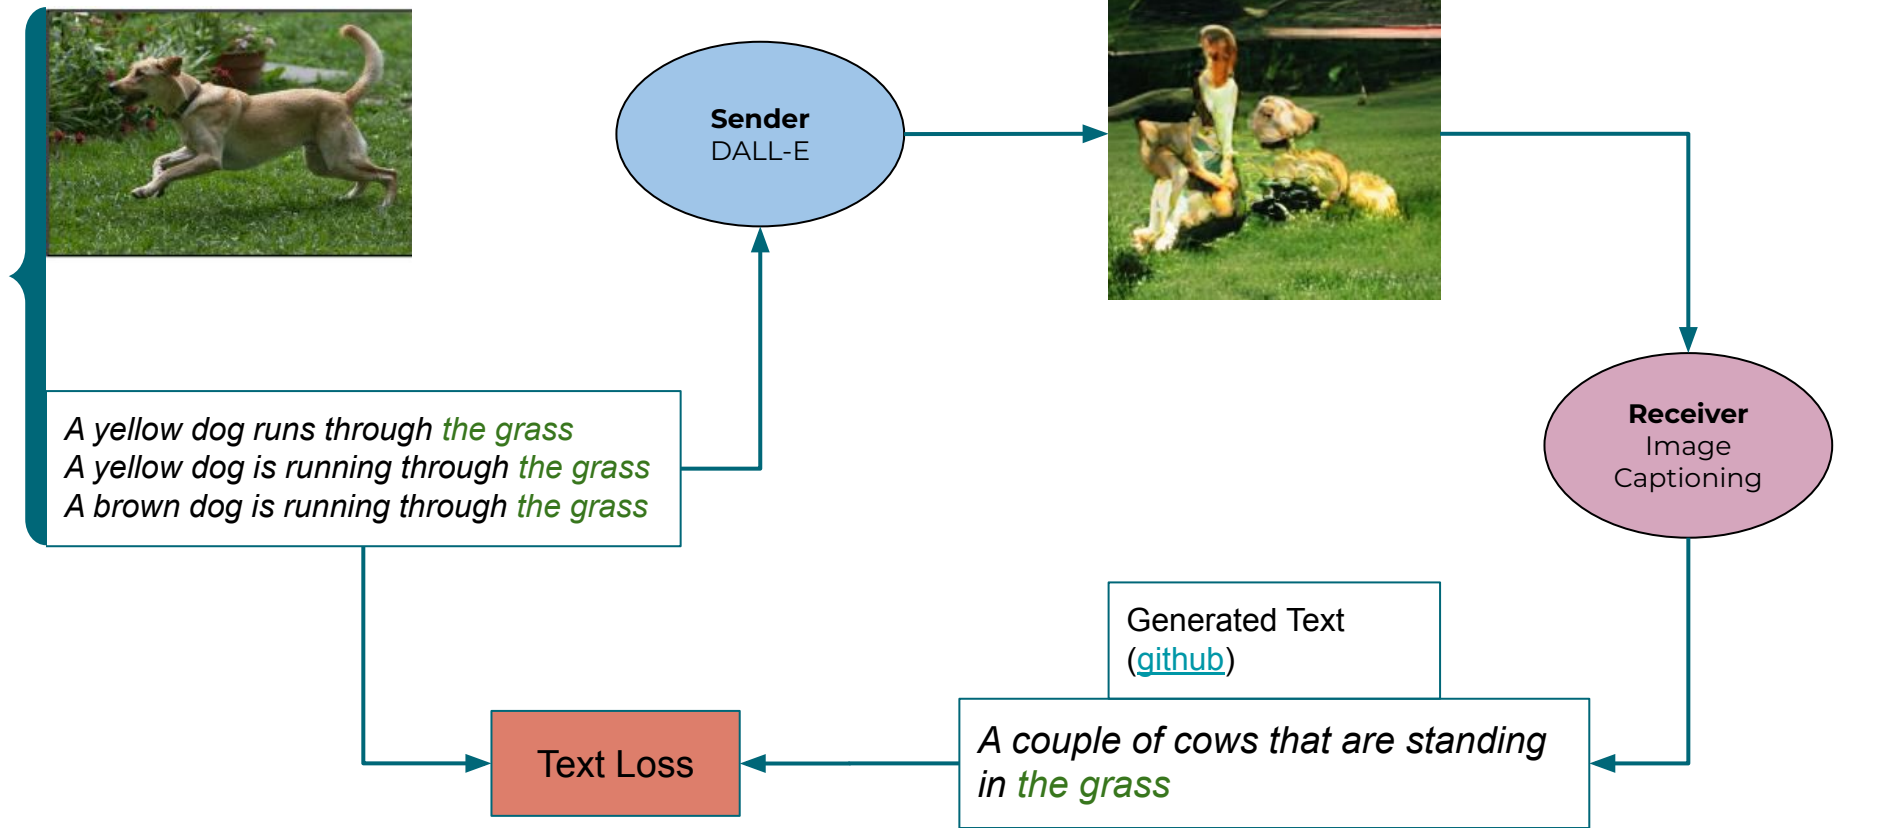 Sender
DALL-E
A yellow dog runs through the grass
A yellow dog is running through the grass
A brown dog is running through the grass
Receiver
Image
Captioning
Generated Text
(github)
A couple of cows that are standing
in the grass
Text Loss